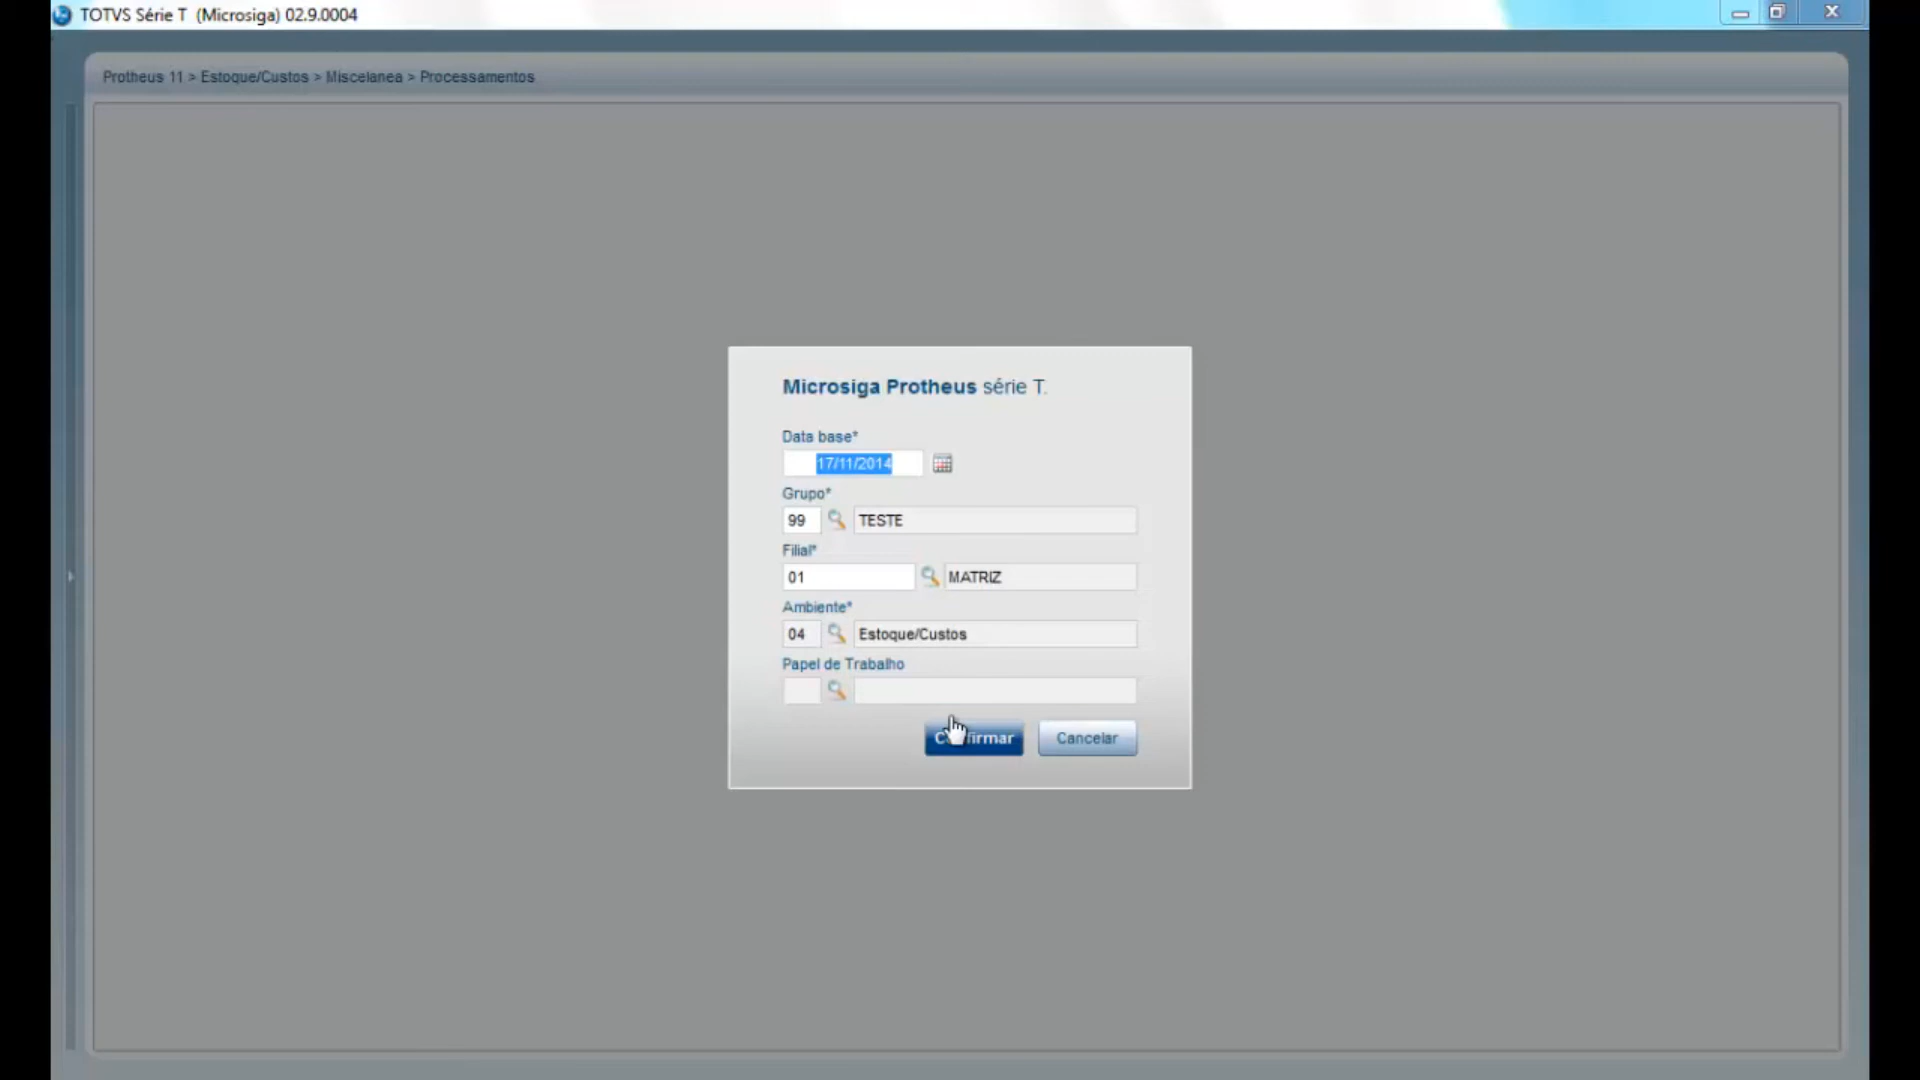 TOTVS Série T (Microsiga) 02.9.0004
Protheus 11 > Estoque/Custos > Miscelanea > Processamentos
Microsiga Protheus série T.
Data base*
17/11/2014
Grupo*
99 TESTE
Filial*
01 MATRIZ
Ambiente*
04 Estoque/Custos
Papel de Trabalho
Confirmar Cancelar